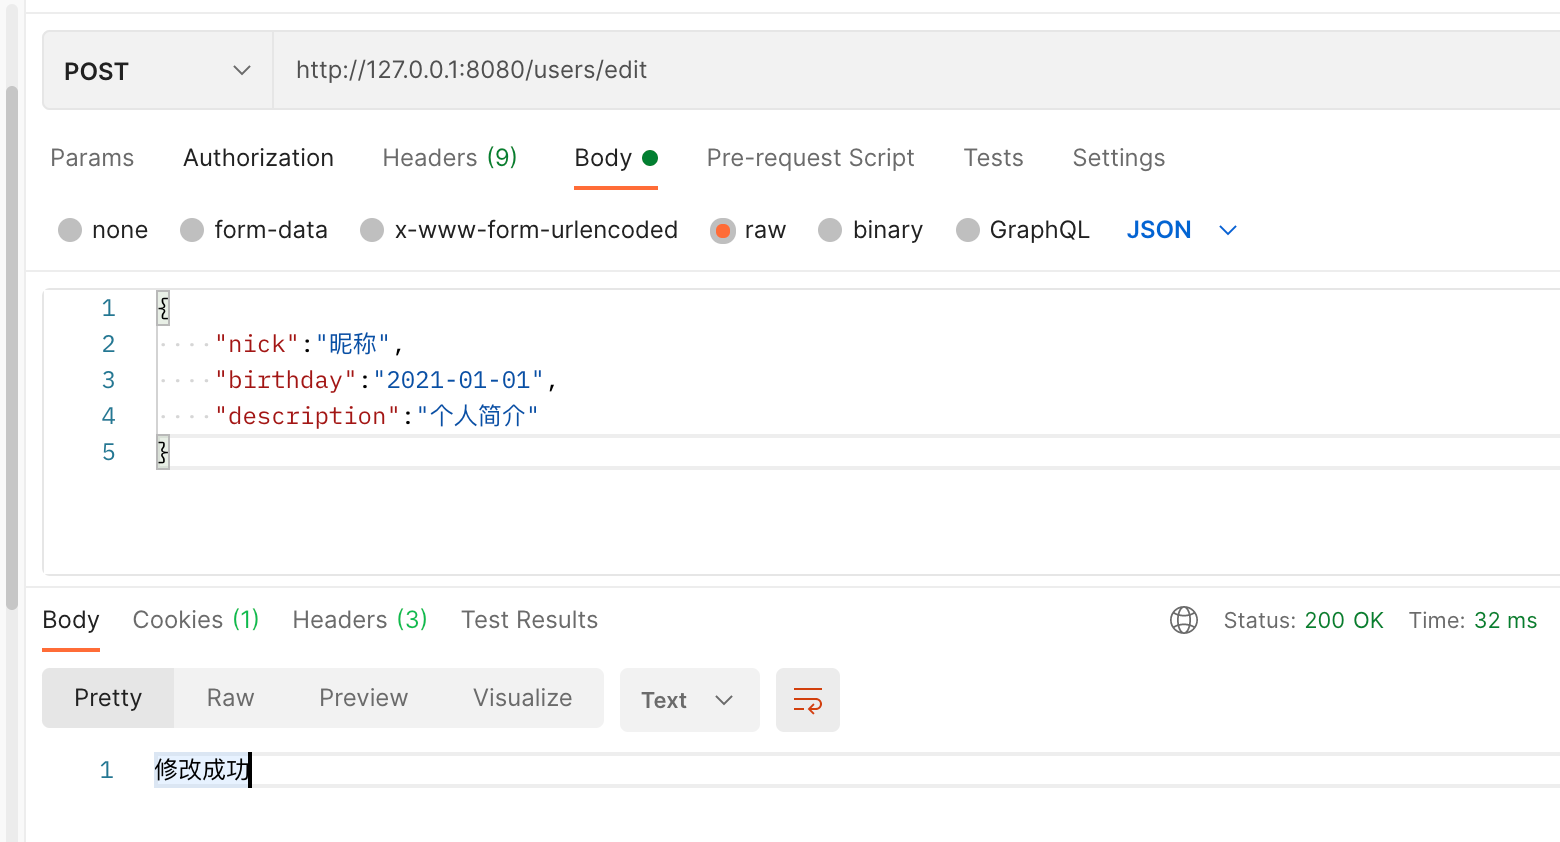 POST http://127.0.0.1:8080/users/edit
Params Authorization Headers (9) Body Pre-request Script Tests Settings
none form-data x-www-form-urlencoded raw binary GraphQL JSON
1 {
2 "nick":"昵称",
3 "birthday":"2021-01-01",
4 "description":"个人简介"
5 }
Body Cookies (1) Headers (3) Test Results Status: 200 OK Time: 32 ms
Pretty Raw Preview Visualize Text
1 修改成功